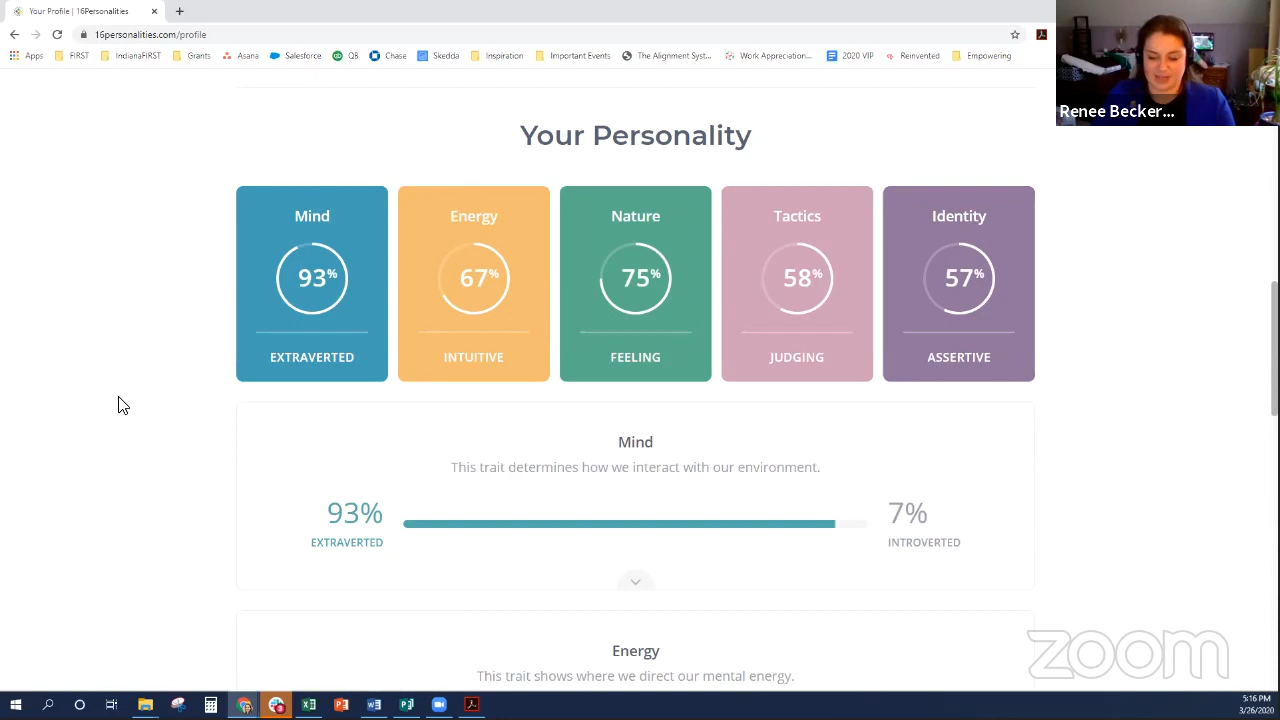 Your Profile | 16Personalities
16personalities.com/profile
Apps FIRST IndianaFIRST Grants Asana Salesforce QB Chase Skedda Inspiration Important Events The Alignment Syst... Work Appreciation... 2020 VIP Reinvented Empowering
Renee Becker...
Your Personality
Mind Energy Nature Tactics Identity
93% 67% 75% 58% 57%
EXTRAVERTED INTUITIVE FEELING JUDGING ASSERTIVE
Mind
This trait determines how we interact with our environment.
93% 7%
EXTRAVERTED INTROVERTED
Energy
This trait shows where we direct our mental energy.
zoom
5:16 PM
3/26/2020